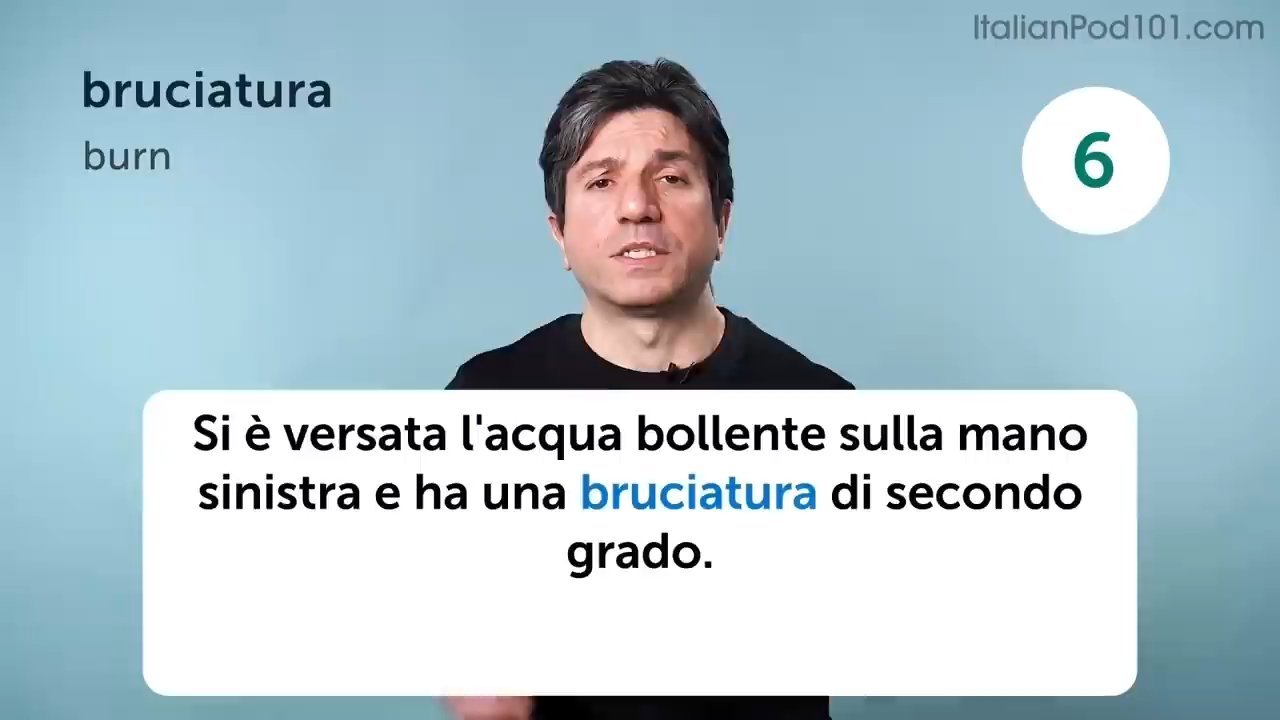 ItalianPod101.com
bruciatura
burn
6
Si è versata l'acqua bollente sulla mano
sinistra e ha una bruciatura di secondo
grado.